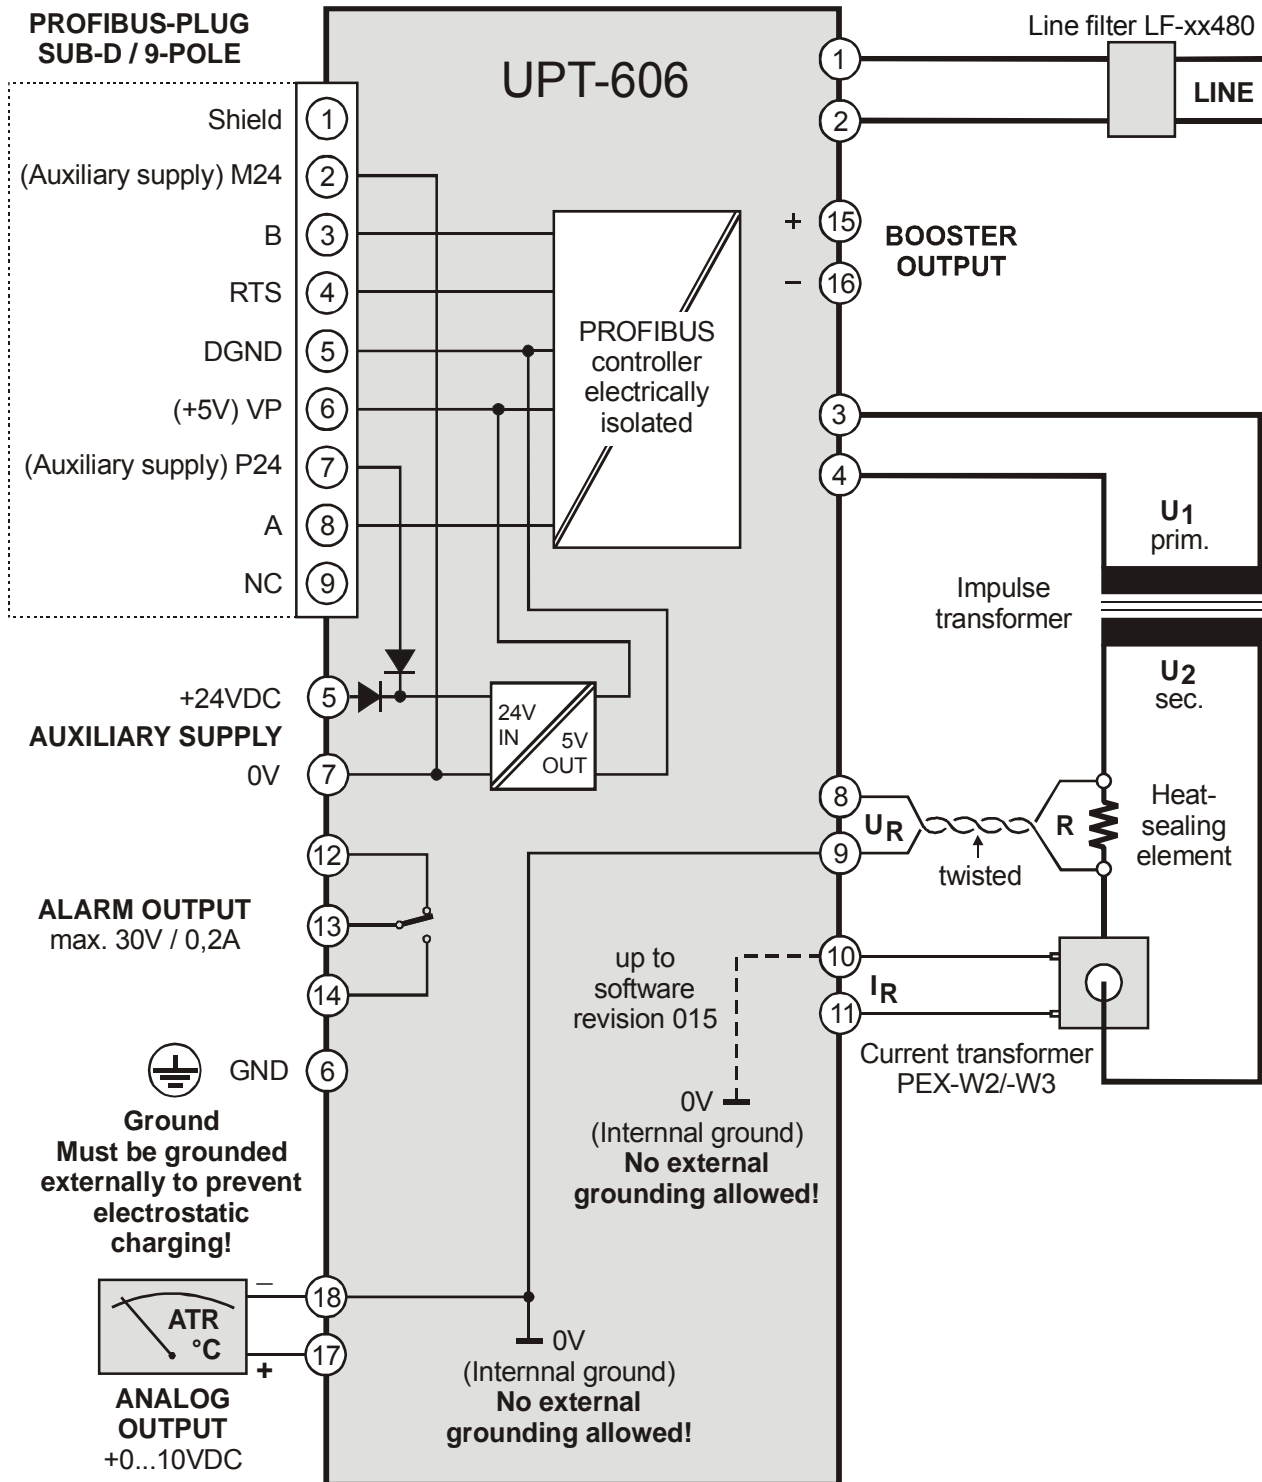 PROFIBUS-PLUG
SUB-D / 9-POLE
UPT-606
Line filter LF-xx480
LINE
1
2
Shield 1
(Auxiliary supply) M24 2
B 3
RTS 4
DGND 5
(+5V) VP 6
(Auxiliary supply) P24 7
A 8
NC 9
PROFIBUS
controller
electrically
isolated
+ 15
- 16
BOOSTER
OUTPUT
3
4
U1
prim.
Impulse
transformer
U2
sec.
+24VDC 5
AUXILIARY SUPPLY
0V 7
24V
IN
5V
OUT
8
9
UR
twisted
R
Heat-
sealing
element
12
13
14
ALARM OUTPUT
max. 30V / 0,2A
up to
software
revision 015
10
11
IR
Current transformer
PEX-W2/-W3
0V
(Internnal ground)
No external
grounding allowed!
GND 6
Ground
Must be grounded
externally to prevent
electrostatic
charging!
ATR
°C
– 18
+ 17
ANALOG
OUTPUT
+0...10VDC
0V
(Internnal ground)
No external
grounding allowed!